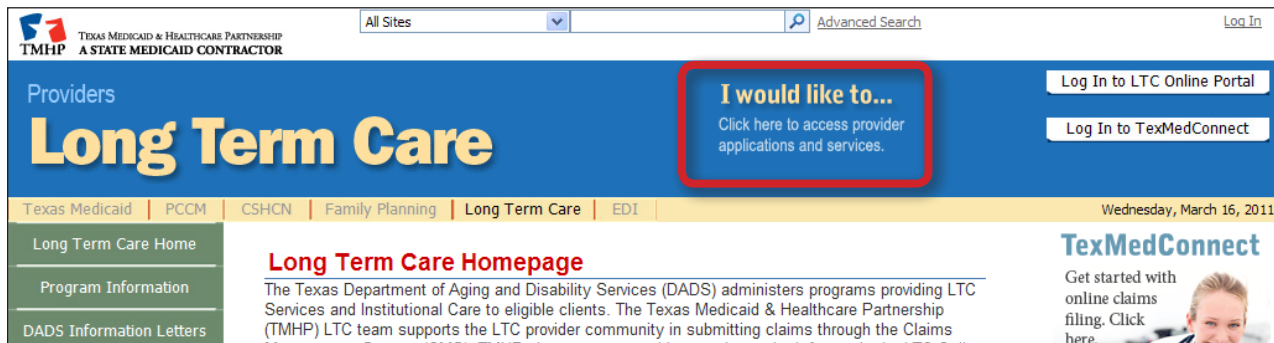 All Sites
Advanced Search
Log In
TEXAS MEDICAID & HEALTHCARE PARTNERSHIP
TMHP A STATE MEDICAID CONTRACTOR
Providers
Long Term Care
I would like to...
Click here to access provider
applications and services.
Log In to LTC Online Portal
Log In to TexMedConnect
Texas Medicaid
PCCM
CSHCN
Family Planning
Long Term Care
EDI
Wednesday, March 16, 2011
Long Term Care Home
Program Information
DADS Information Letters
Long Term Care Homepage
The Texas Department of Aging and Disability Services (DADS) administers programs providing LTC
Services and Institutional Care to eligible clients. The Texas Medicaid & Healthcare Partnership
(TMHP) LTC team supports the LTC provider community in submitting claims through the Claims
TexMedConnect
Get started with
online claims
filing. Click
here